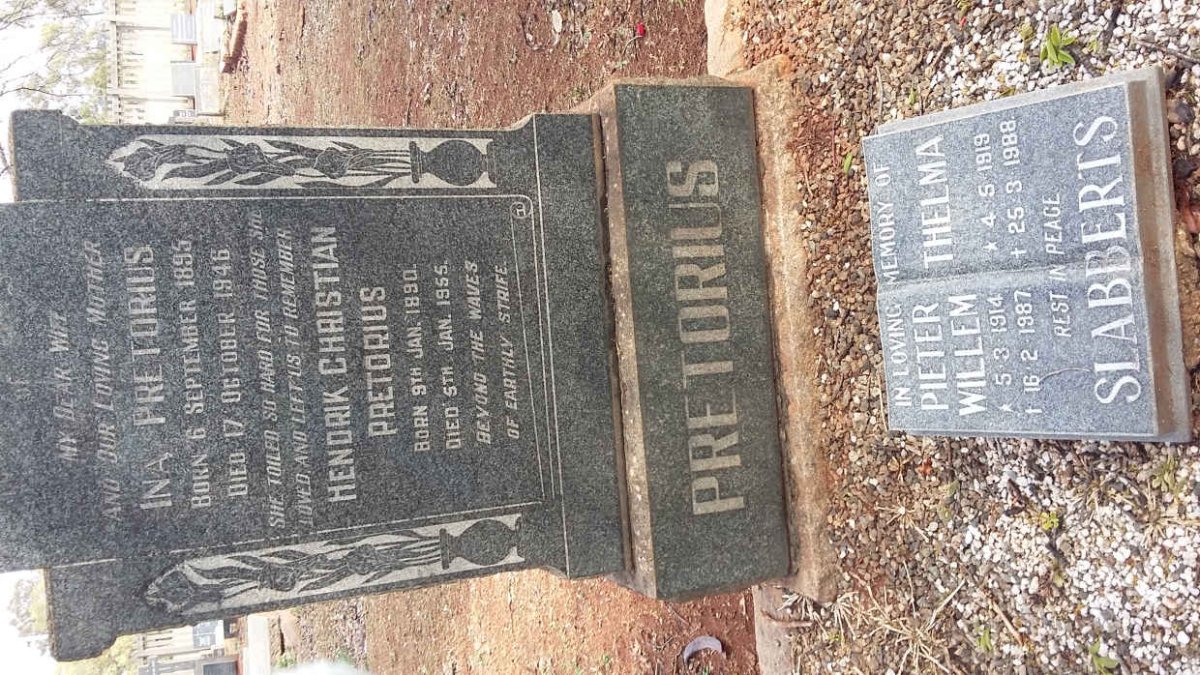 MY DEAR WIFE
AND OUR LOVING MOTHER
INA PRETORIUS
BORN 6 SEPTEMBER 1895
DIED 17 OCTOBER 1946
SHE TOILED SO HARD FOR THOSE SHE
LOVED AND LEFT US TO REMEMBER
HENDRIK CHRISTIAN
PRETORIUS
BORN 9TH JAN. 1890.
DIED 5TH JAN. 1955.
BEYOND THE WAVES
OF EARTHLY STRIFE.
PRETORIUS
IN LOVING MEMORY OF
PIETER THELMA
WILLEM
* 5 3 1914 * 4 5 1919
† 16 2 1987 † 25 3 1988
REST IN PEACE
SLABBERTS